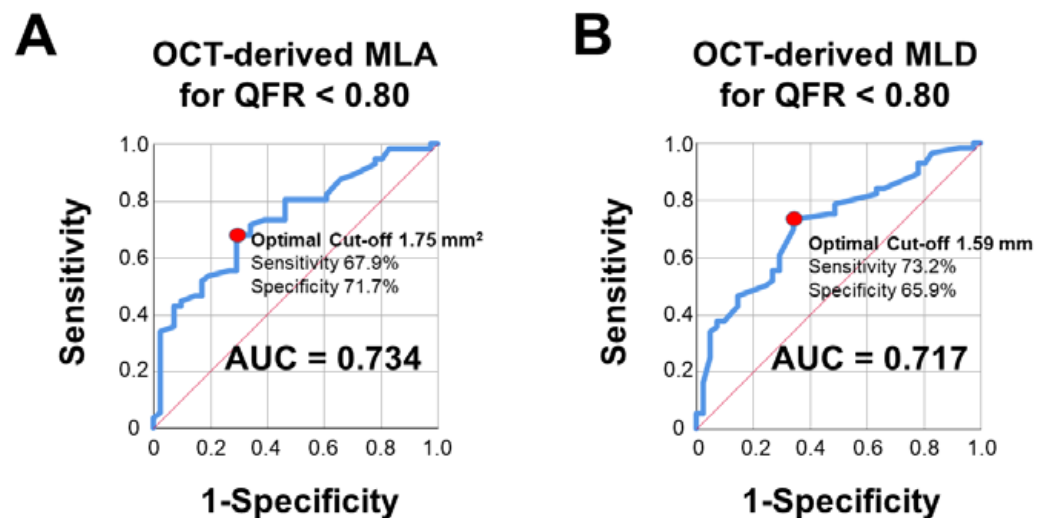 A
OCT-derived MLA
for QFR < 0.80
Sensitivity
1.0
0.8
0.6
0.4
0.2
0
Optimal Cut-off 1.75 mm²
Sensitivity 67.9%
Specificity 71.7%
AUC = 0.734
0 0.2 0.4 0.6 0.8 1.0
1-Specificity
B
OCT-derived MLD
for QFR < 0.80
Sensitivity
1.0
0.8
0.6
0.4
0.2
0
Optimal Cut-off 1.59 mm
Sensitivity 73.2%
Specificity 65.9%
AUC = 0.717
0 0.2 0.4 0.6 0.8 1.0
1-Specificity